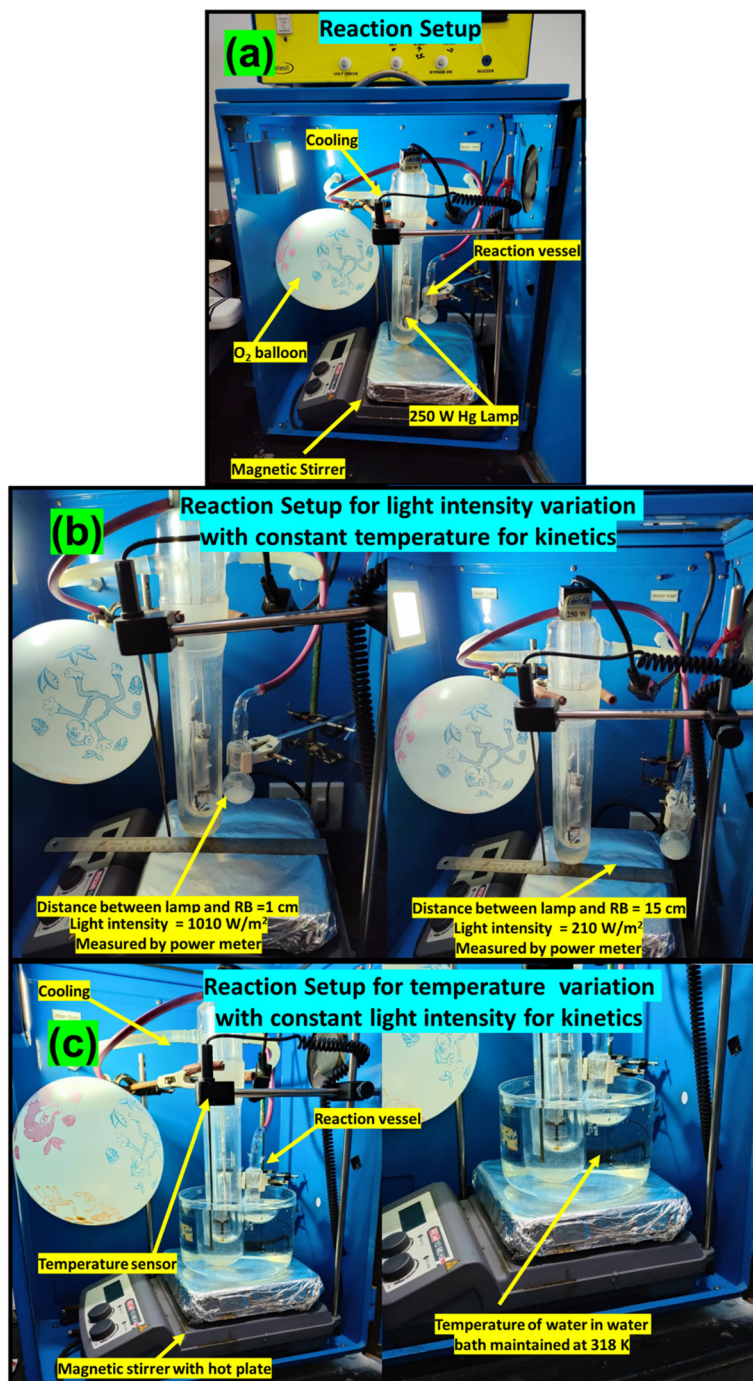 Reaction Setup
(a)
VOLT CHECK
BYPASS ON
BUZZER
Cooling
250 W
Reaction vessel
O₂ balloon
250 W Hg Lamp
Magnetic Stirrer
Reaction Setup for light intensity variation
with constant temperature for kinetics
(b)
Water Inlet
250 W
Distance between lamp and RB =1 cm
Light intensity = 1010 W/m²
Measured by power meter
Distance between lamp and RB = 15 cm
Light intensity = 210 W/m²
Measured by power meter
Cooling
Reaction Setup for temperature variation
with constant light intensity for kinetics
(c)
Reaction vessel
Temperature sensor
Magnetic stirrer with hot plate
Temperature of water in water
bath maintained at 318 K